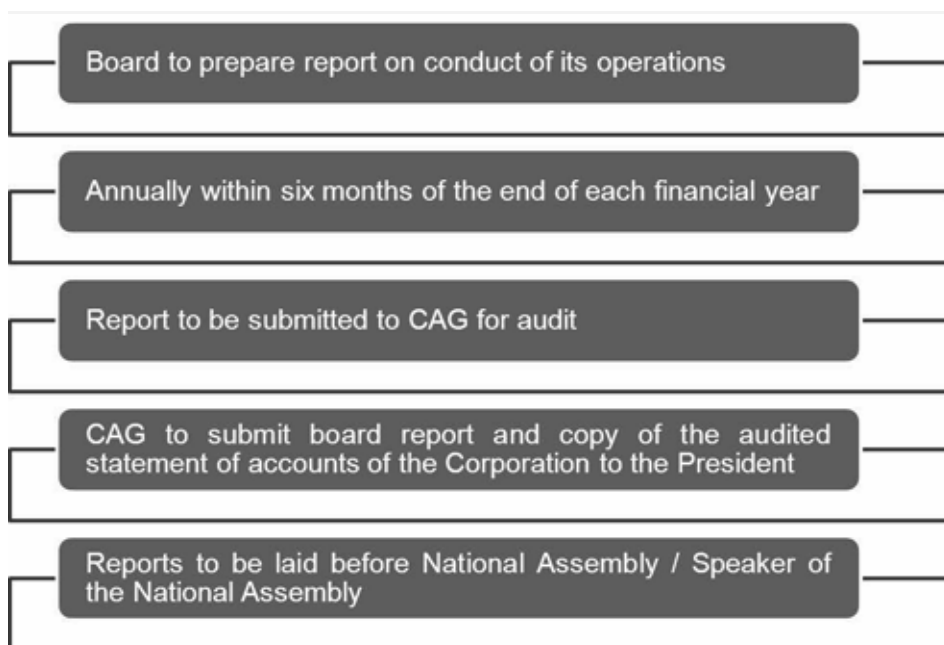 Board to prepare report on conduct of its operations
Annually within six months of the end of each financial year
Report to be submitted to CAG for audit
CAG to submit board report and copy of the audited
statement of accounts of the Corporation to the President
Reports to be laid before National Assembly / Speaker of
the National Assembly